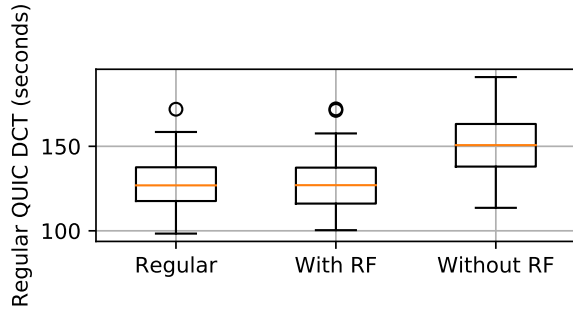 Regular QUIC DCT (seconds)
150
100
Regular
With RF
Without RF